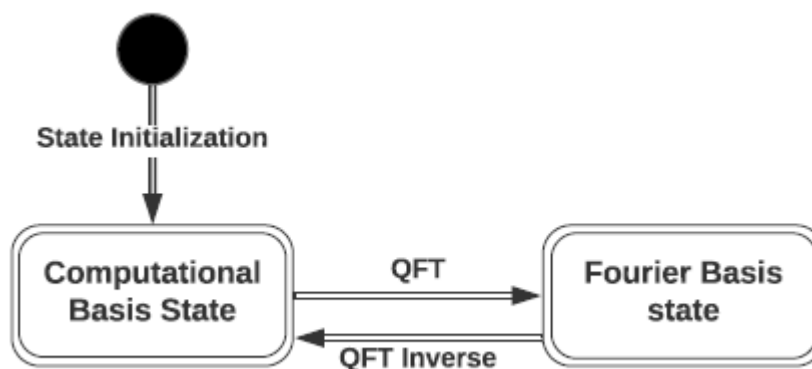 State Initialization
Computational
Basis State
QFT
Fourier Basis
state
QFT Inverse